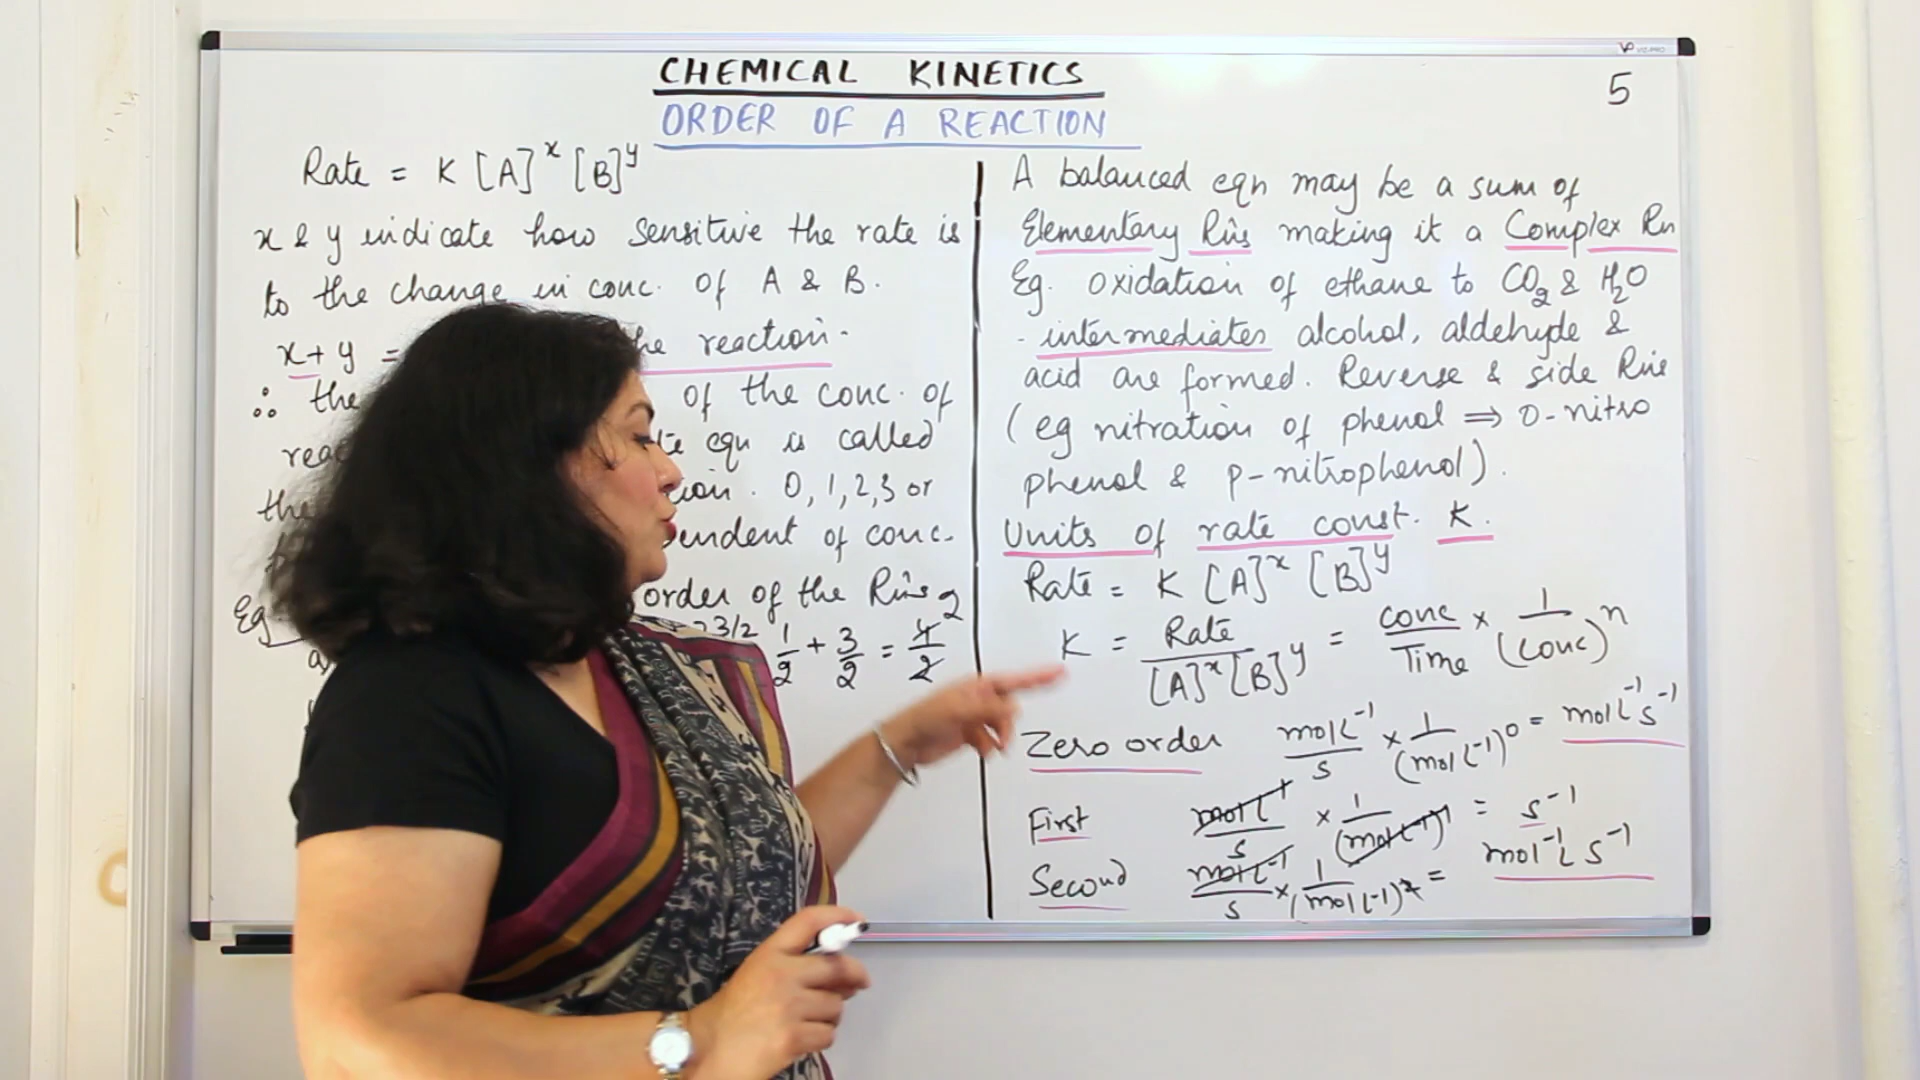 CHEMICAL KINETICS
5
ORDER OF A REACTION
Rate = K [A]ˣ [B]ʸ
x & y indicate how sensitive the rate is
to the change in conc. of A & B.
x + y = the reaction.
∴ the of the conc. of
eqn is called
0, 1, 2, 3 or
of conc.
Eg order of the Rxn
3/2 1/2 + 3/2 = 4/2 2
A balanced eqn may be a sum of
Elementary Rxns making it a Complex Rxn
Eg. oxidation of ethane to CO₂ & H₂O
- intermediates alcohol, aldehyde &
acid are formed. Reverse & side Rxns
(eg nitration of phenol ⇒ o-nitro
phenol & p-nitrophenol).
Units of rate const. K.
Rate = K [A]ˣ [B]ʸ
K = Rate / [A]ˣ [B]ʸ = conc / Time × 1 / (conc)ⁿ
Zero order mol L⁻¹ / s × 1 / (mol L⁻¹)⁰ = mol L⁻¹ s⁻¹
First mol L⁻¹ / s × 1 / (mol L⁻¹)¹ = s⁻¹
Second mol L⁻¹ / s × 1 / (mol L⁻¹)² = mol⁻¹ L s⁻¹